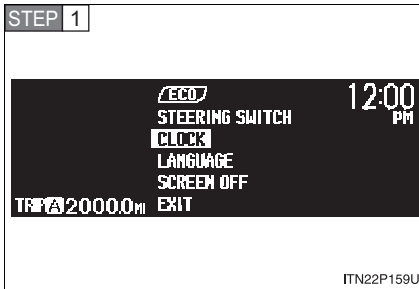 STEP 1
ECO 12:00
STEERING SWITCH PM
CLOCK
LANGUAGE
SCREEN OFF
TRIP A 2000.0 MI EXIT
ITN22P159U